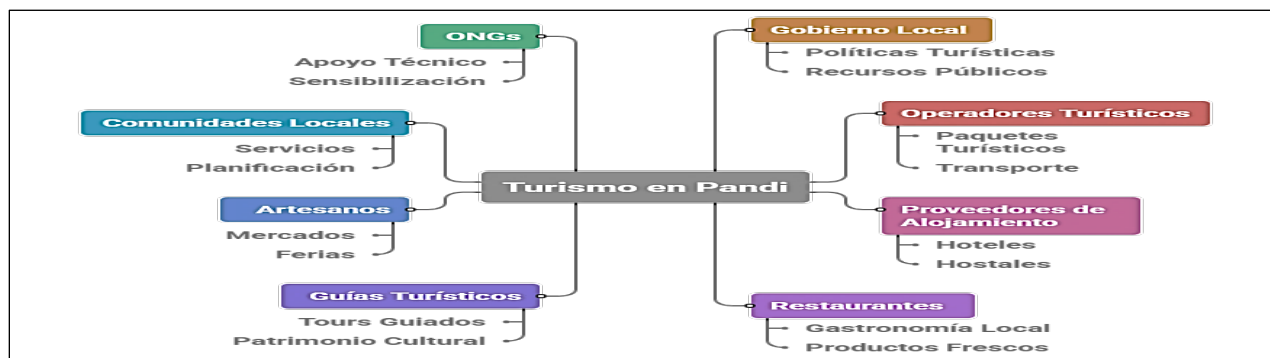 ONGs
Apoyo Técnico
Sensibilización
Comunidades Locales
Servicios
Planificación
Artesanos
Mercados
Ferias
Guías Turísticos
Tours Guiados
Patrimonio Cultural
Turismo en Pandi
Gobierno Local
Políticas Turísticas
Recursos Públicos
Operadores Turísticos
Paquetes
Turísticos
Transporte
Proveedores de
Alojamiento
Hoteles
Hostales
Restaurantes
Gastronomía Local
Productos Frescos